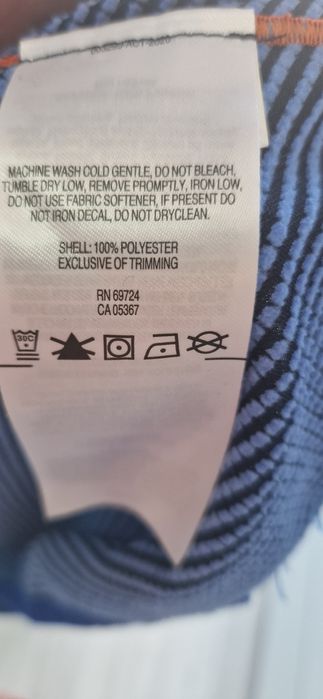 MACHINE WASH COLD GENTLE, DO NOT BLEACH,
TUMBLE DRY LOW, REMOVE PROMPTLY, IRON LOW,
DO NOT USE FABRIC SOFTENER, IF PRESENT DO
NOT IRON DECAL, DO NOT DRYCLEAN.
SHELL: 100% POLYESTER
EXCLUSIVE OF TRIMMING
RN 69724
CA 05367
30C